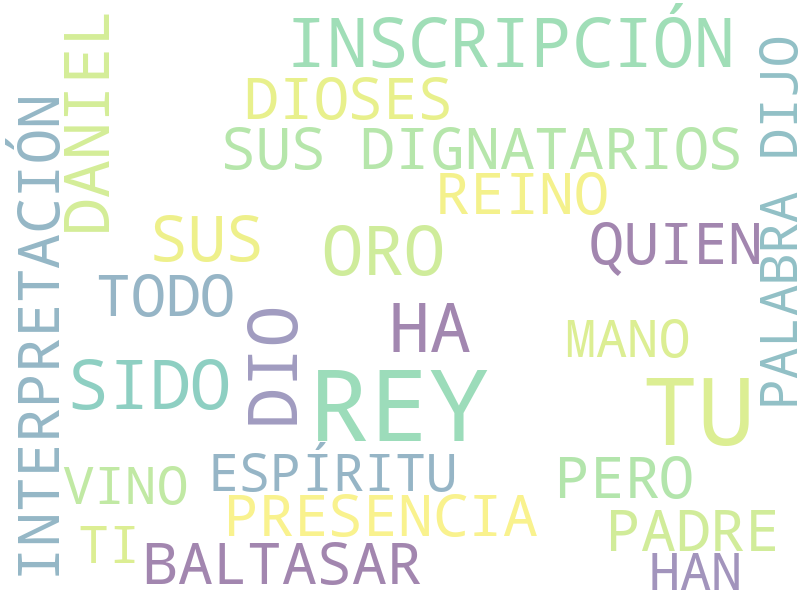 INSCRIPCIÓN
DANIEL
DIOSES
PALABRA DIJO
SUS DIGNATARIOS
INTERPRETACIÓN
REINO
SUS
ORO
QUIEN
TODO
HA
DIO
MANO
SIDO
REY
TU
ESPÍRITU
PERO
VINO
PRESENCIA
PADRE
TI
BALTASAR
HAN